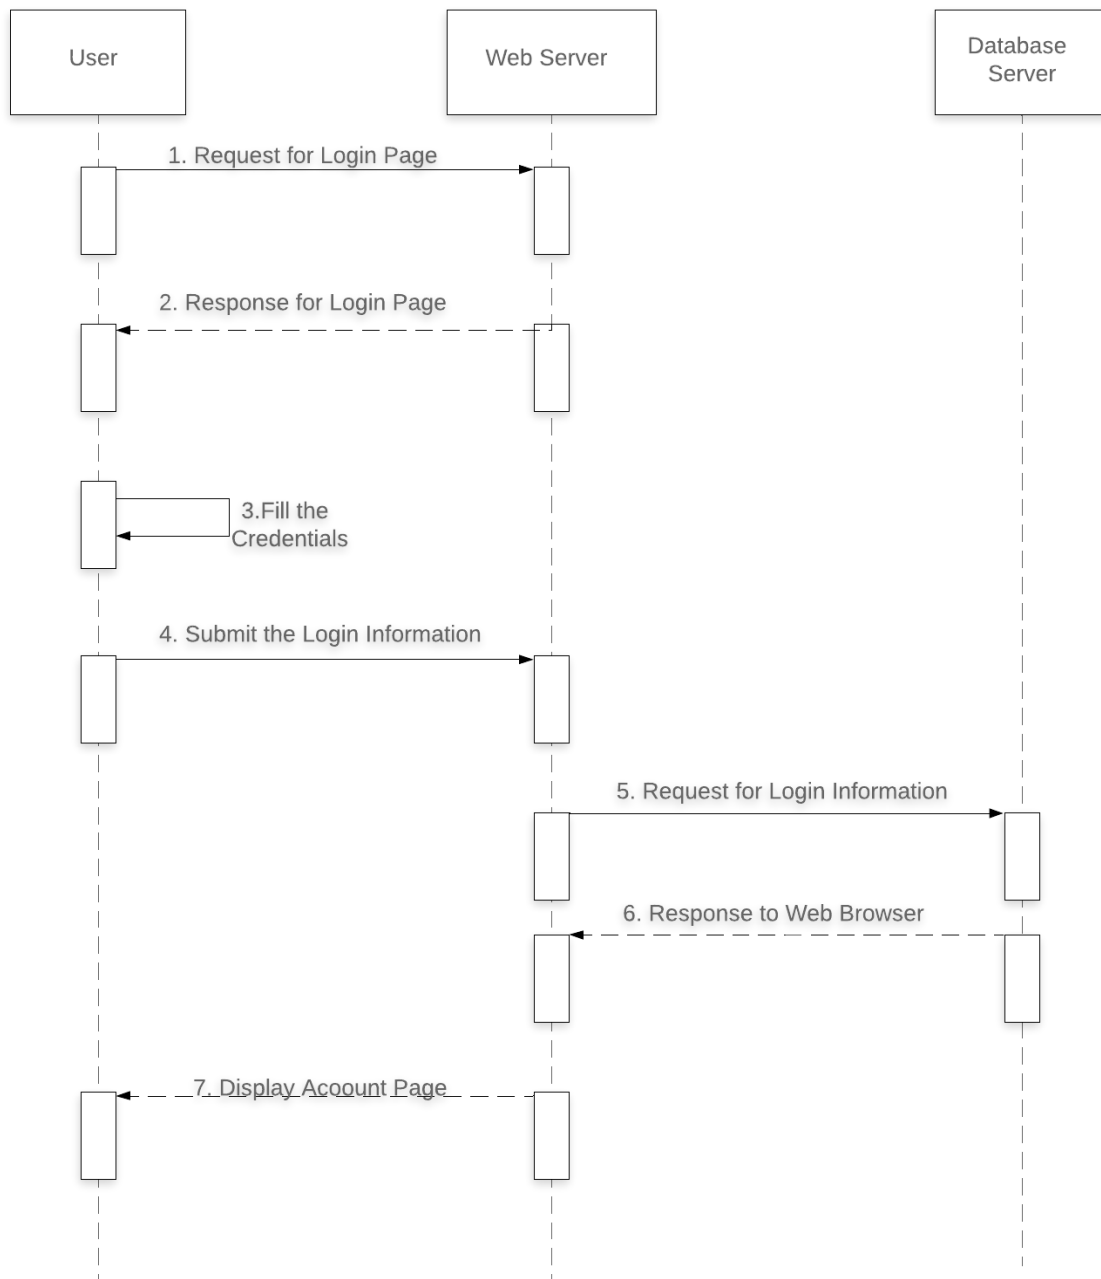 User
Web Server
Database
Server
1. Request for Login Page
2. Response for Login Page
3.Fill the
Credentials
4. Submit the Login Information
5. Request for Login Information
6. Response to Web Browser
7. Display Acoount Page